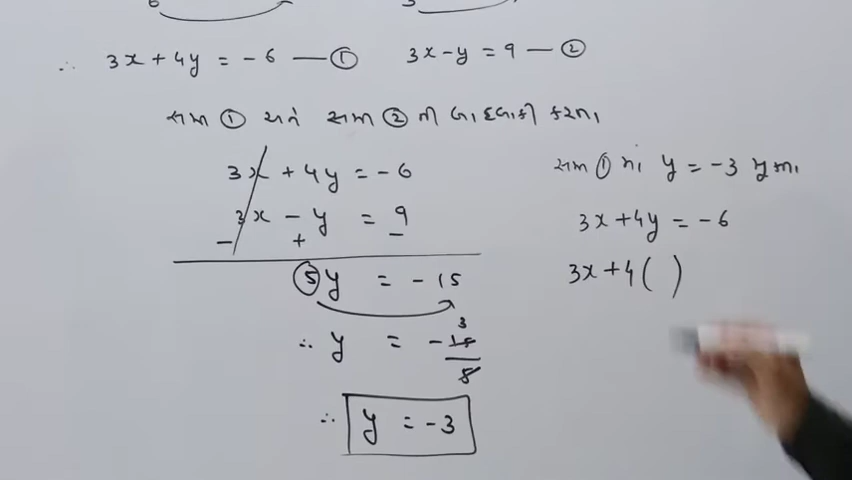 ∴ 3x + 4y = - 6 — ① 3x - y = 9 — ②
સમ ① અને સમ ② ની બાદબાકી કરતાં
3x + 4y = - 6
3x - y = 9
- + -
5y = - 15
∴ y = - 15/5
3
∴ y = - 3
સમ ① માં y = - 3 મુકતાં
3x + 4y = - 6
3x + 4 ( )